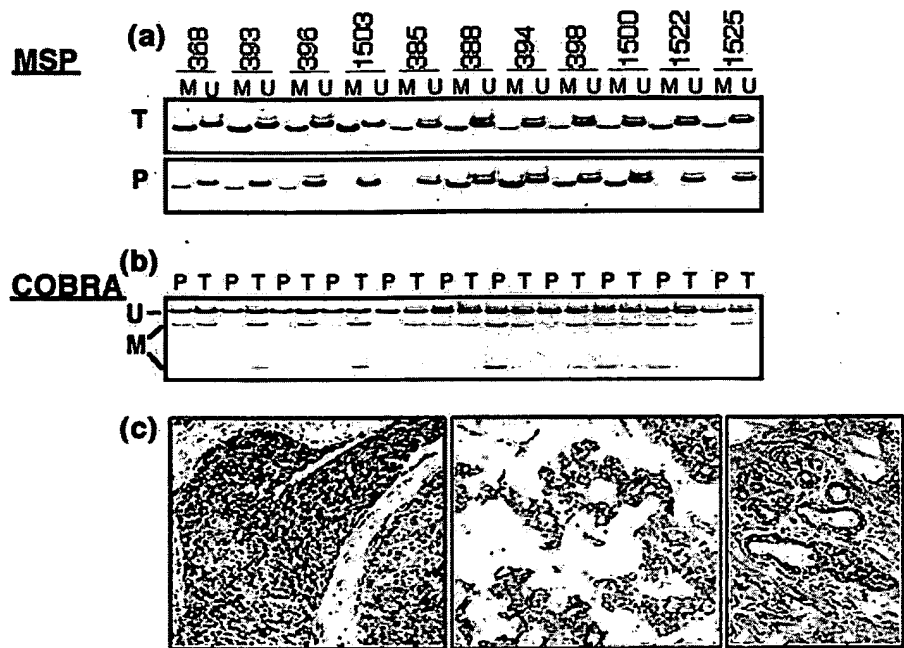 (a)
MSP
368 393 396 1503 385 388 394 398 1500 1522 1525
M U M U M U M U M U M U M U M U M U M U M U
T
P
(b)
COBRA
P T P T P T P T P T T P T P T P T P T P T
U
M
(c)